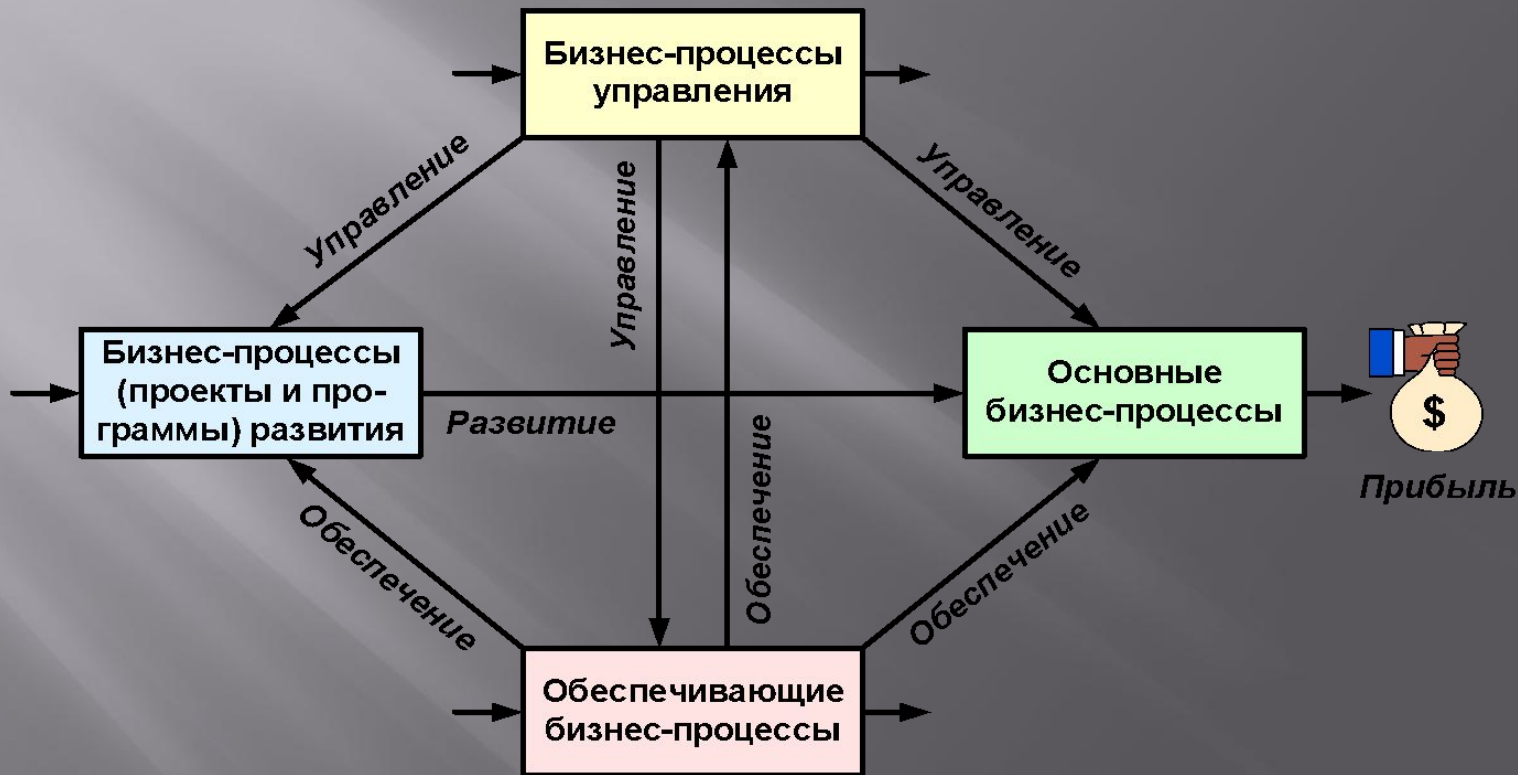 Бизнес-процессы
управления
Управление
Управление
Управление
Бизнес-процессы
(проекты и про-
граммы) развития
Развитие
Основные
бизнес-процессы
$
Прибыль
Обеспечение
Обеспечение
Обеспечение
Обеспечивающие
бизнес-процессы